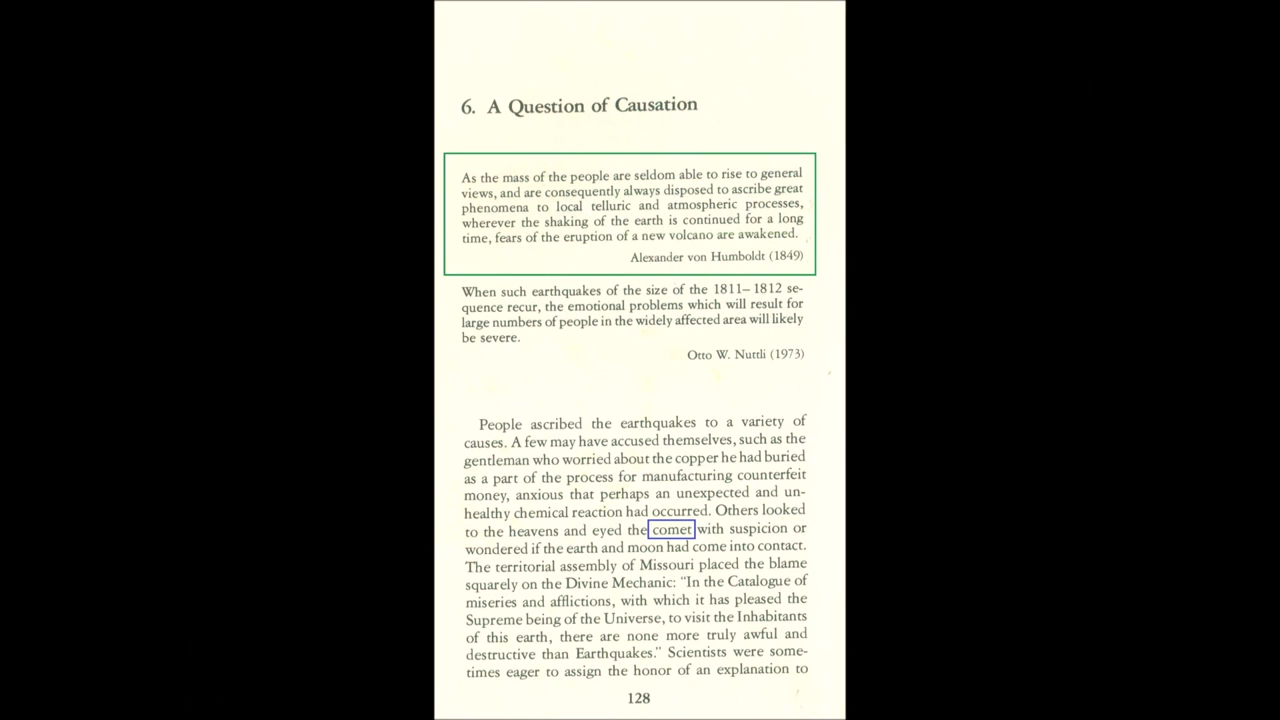 6. A Question of Causation
As the mass of the people are seldom able to rise to general
views, and are consequently always disposed to ascribe great
phenomena to local telluric and atmospheric processes,
wherever the shaking of the earth is continued for a long
time, fears of the eruption of a new volcano are awakened.
Alexander von Humboldt (1849)
When such earthquakes of the size of the 1811–1812 se-
quence recur, the emotional problems which will result for
large numbers of people in the widely affected area will likely
be severe.
Otto W. Nuttli (1973)
People ascribed the earthquakes to a variety of
causes. A few may have accused themselves, such as the
gentleman who worried about the copper he had buried
as a part of the process for manufacturing counterfeit
money, anxious that perhaps an unexpected and un-
healthy chemical reaction had occurred. Others looked
to the heavens and eyed the comet with suspicion or
wondered if the earth and moon had come into contact.
The territorial assembly of Missouri placed the blame
squarely on the Divine Mechanic: "In the Catalogue of
miseries and afflictions, with which it has pleased the
Supreme being of the Universe, to visit the Inhabitants
of this earth, there are none more truly awful and
destructive than Earthquakes." Scientists were some-
times eager to assign the honor of an explanation to
128